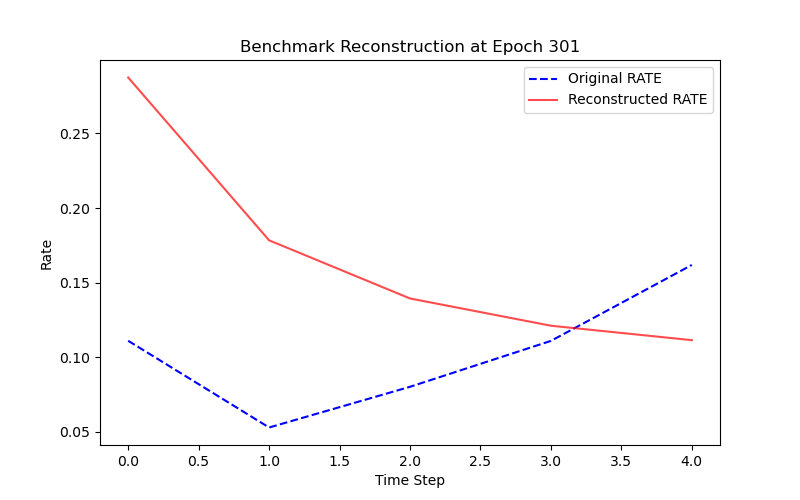 Benchmark Reconstruction at Epoch 301
Original RATE
Reconstructed RATE
Rate
0.25
0.20
0.15
0.10
0.05
0.0 0.5 1.0 1.5 2.0 2.5 3.0 3.5 4.0
Time Step